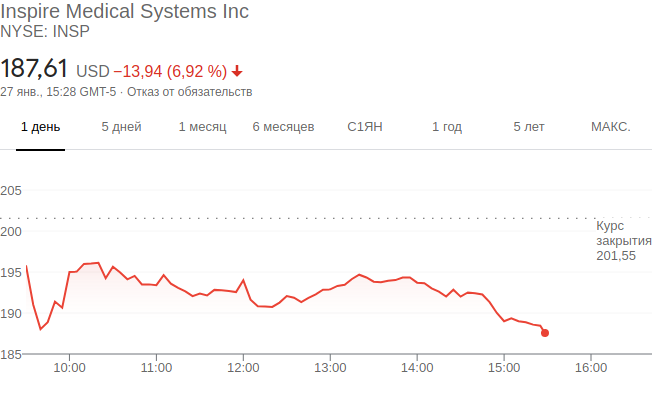 Inspire Medical Systems Inc
NYSE: INSP
187,61 USD −13,94 (6,92 %)
27 янв., 15:28 GMT-5 · Отказ от обязательств
1 день 5 дней 1 месяц 6 месяцев С1ЯН 1 год 5 лет МАКС.
205
Курс
200
закрытия
201,55
195
190
185
10:00 11:00 12:00 13:00 14:00 15:00 16:00